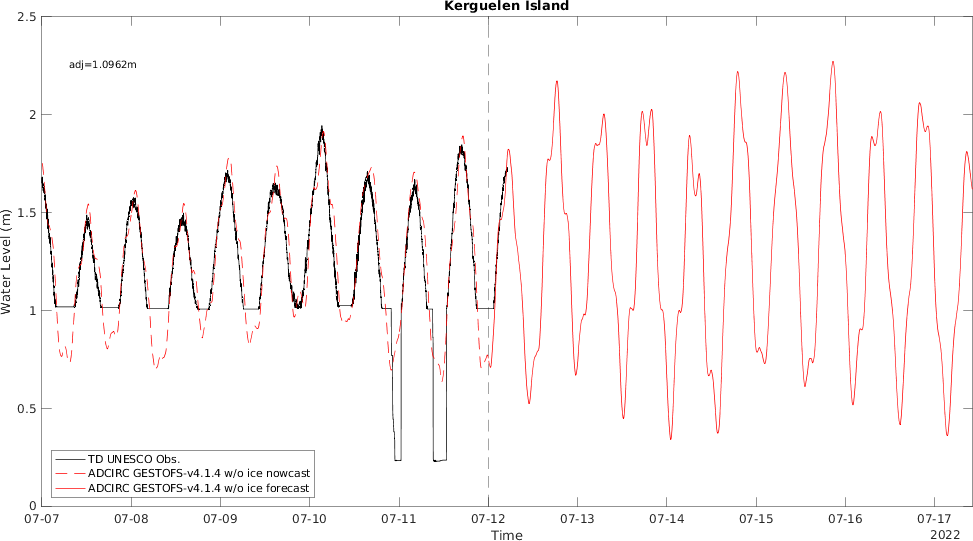 Kerguelen Island
2.5
adj=1.0962m
2
1.5
Water Level (m)
1
0.5
TD UNESCO Obs.
ADCIRC GESTOFS-v4.1.4 w/o ice nowcast
ADCIRC GESTOFS-v4.1.4 w/o ice forecast
0
07-07 07-08 07-09 07-10 07-11 07-12 07-13 07-14 07-15 07-16 07-17
Time
2022